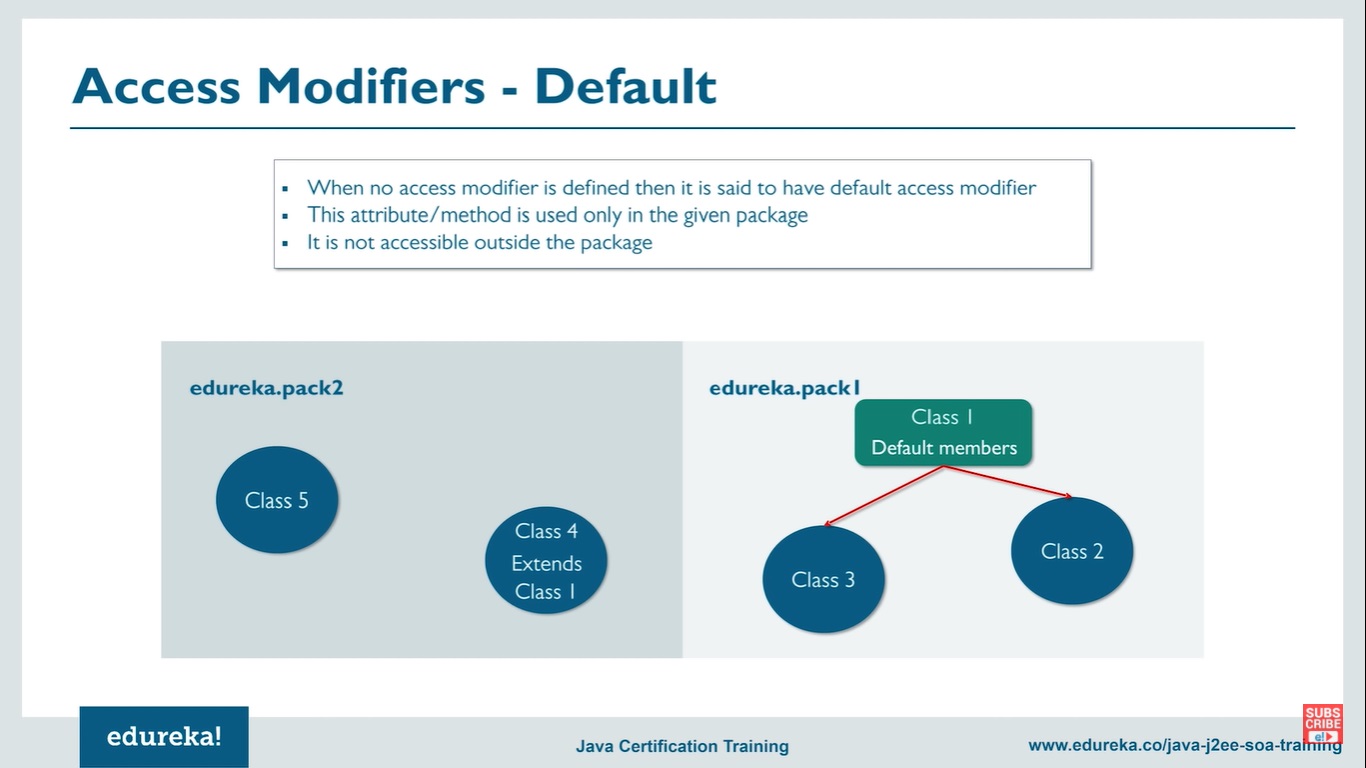 Access Modifiers - Default
▪ When no access modifier is defined then it is said to have default access modifier
▪ This attribute/method is used only in the given package
▪ It is not accessible outside the package
edureka.pack2
edureka.pack1
Class 1
Default members
Class 5
Class 4
Extends
Class 1
Class 3
Class 2
edureka!
Java Certification Training
www.edureka.co/java-j2ee-soa-training
SUBS
CRIBE
e!